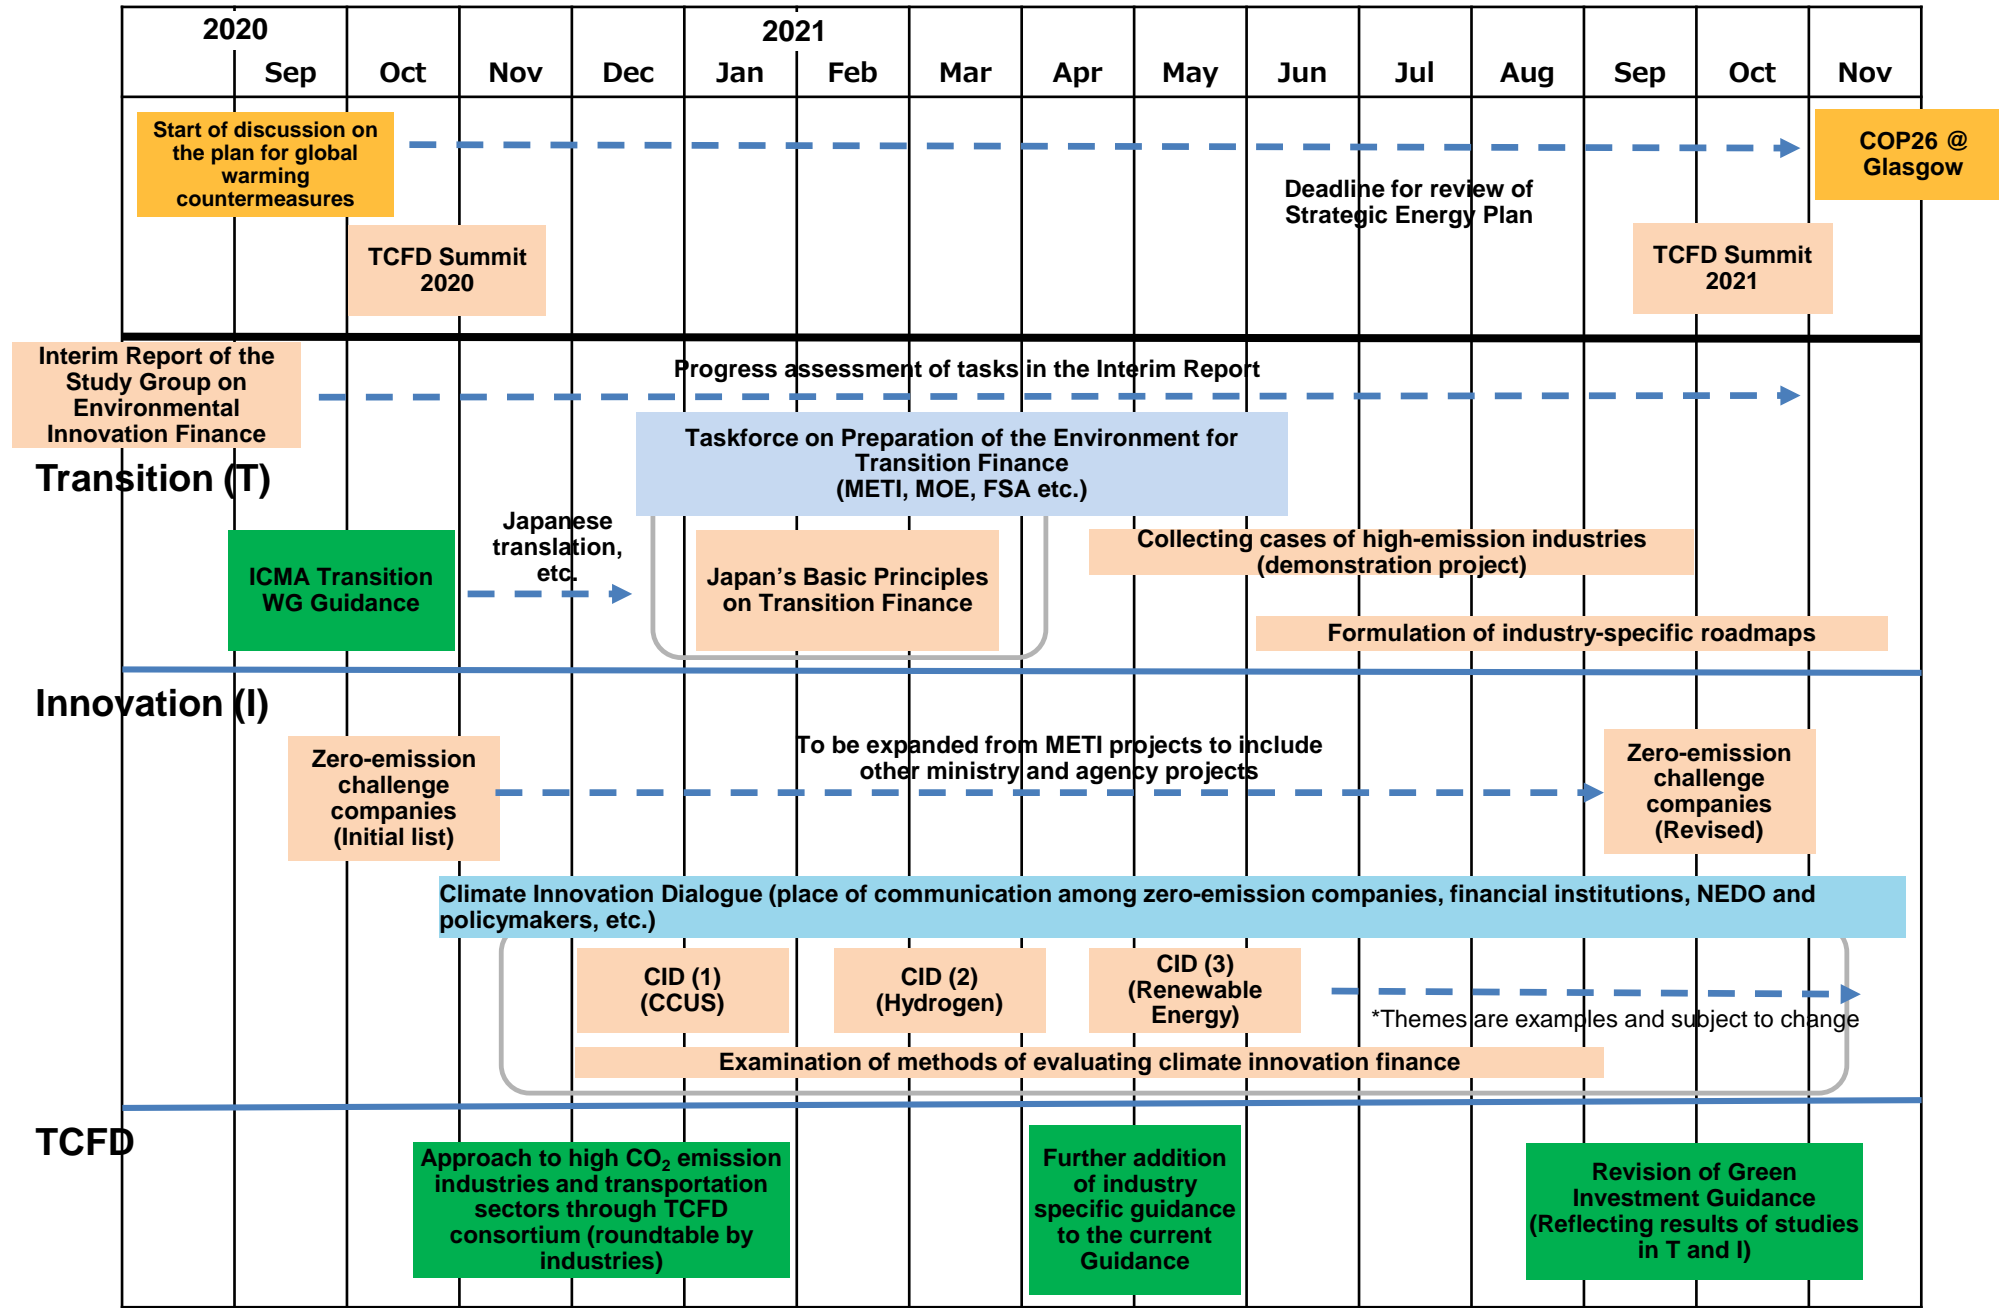 2020
2021
Sep
Oct
Nov
Dec
Jan
Feb
Mar
Apr
May
Jun
Jul
Aug
Sep
Oct
Nov
Start of discussion on
the plan for global
warming
countermeasures
COP26 @
Glasgow
Deadline for review of
Strategic Energy Plan
TCFD Summit
2020
TCFD Summit
2021
Interim Report of the
Study Group on
Environmental
Innovation Finance
Progress assessment of tasks in the Interim Report
Taskforce on Preparation of the Environment for
Transition Finance
(METI, MOE, FSA etc.)
Transition (T)
ICMA Transition
WG Guidance
Japanese
translation,
etc.
Japan's Basic Principles
on Transition Finance
Collecting cases of high-emission industries
(demonstration project)
Formulation of industry-specific roadmaps
Innovation (I)
Zero-emission
challenge
companies
(Initial list)
To be expanded from METI projects to include
other ministry and agency projects
Zero-emission
challenge
companies
(Revised)
Climate Innovation Dialogue (place of communication among zero-emission companies, financial institutions, NEDO and
policymakers, etc.)
CID (1)
(CCUS)
CID (2)
(Hydrogen)
CID (3)
(Renewable
Energy)
*Themes are examples and subject to change
Examination of methods of evaluating climate innovation finance
TCFD
Approach to high CO₂ emission
industries and transportation
sectors through TCFD
consortium (roundtable by
industries)
Further addition
of industry
specific guidance
to the current
Guidance
Revision of Green
Investment Guidance
(Reflecting results of studies
in T and I)